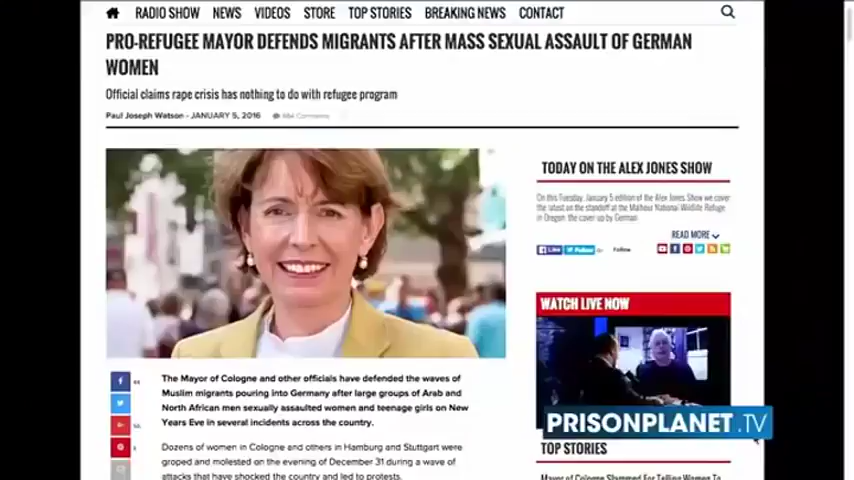 RADIO SHOW NEWS VIDEOS STORE TOP STORIES BREAKING NEWS CONTACT
PRO-REFUGEE MAYOR DEFENDS MIGRANTS AFTER MASS SEXUAL ASSAULT OF GERMAN
WOMEN
Official claims rape crisis has nothing to do with refugee program
Paul Joseph Watson - JANUARY 5, 2016 Comments
TODAY ON THE ALEX JONES SHOW
On this Tuesday, January 5 edition of the Alex Jones Show we cover
the latest on the standoff at the Malhour National Wildlife Refuge
in Oregon; the cover up by German
READ MORE
Like Follow Follow
WATCH LIVE NOW
The Mayor of Cologne and other officials have defended the waves of
Muslim migrants pouring into Germany after large groups of Arab and
North African men sexually assaulted women and teenage girls on New
Years Eve in several incidents across the country.
Dozens of women in Cologne and others in Hamburg and Stuttgart were
groped and molested on the evening of December 31 during a wave of
attacks that have shocked the country and led to protests.
PRISONPLANET.TV
TOP STORIES
Mayor of Cologne Slammed For Telling Women To